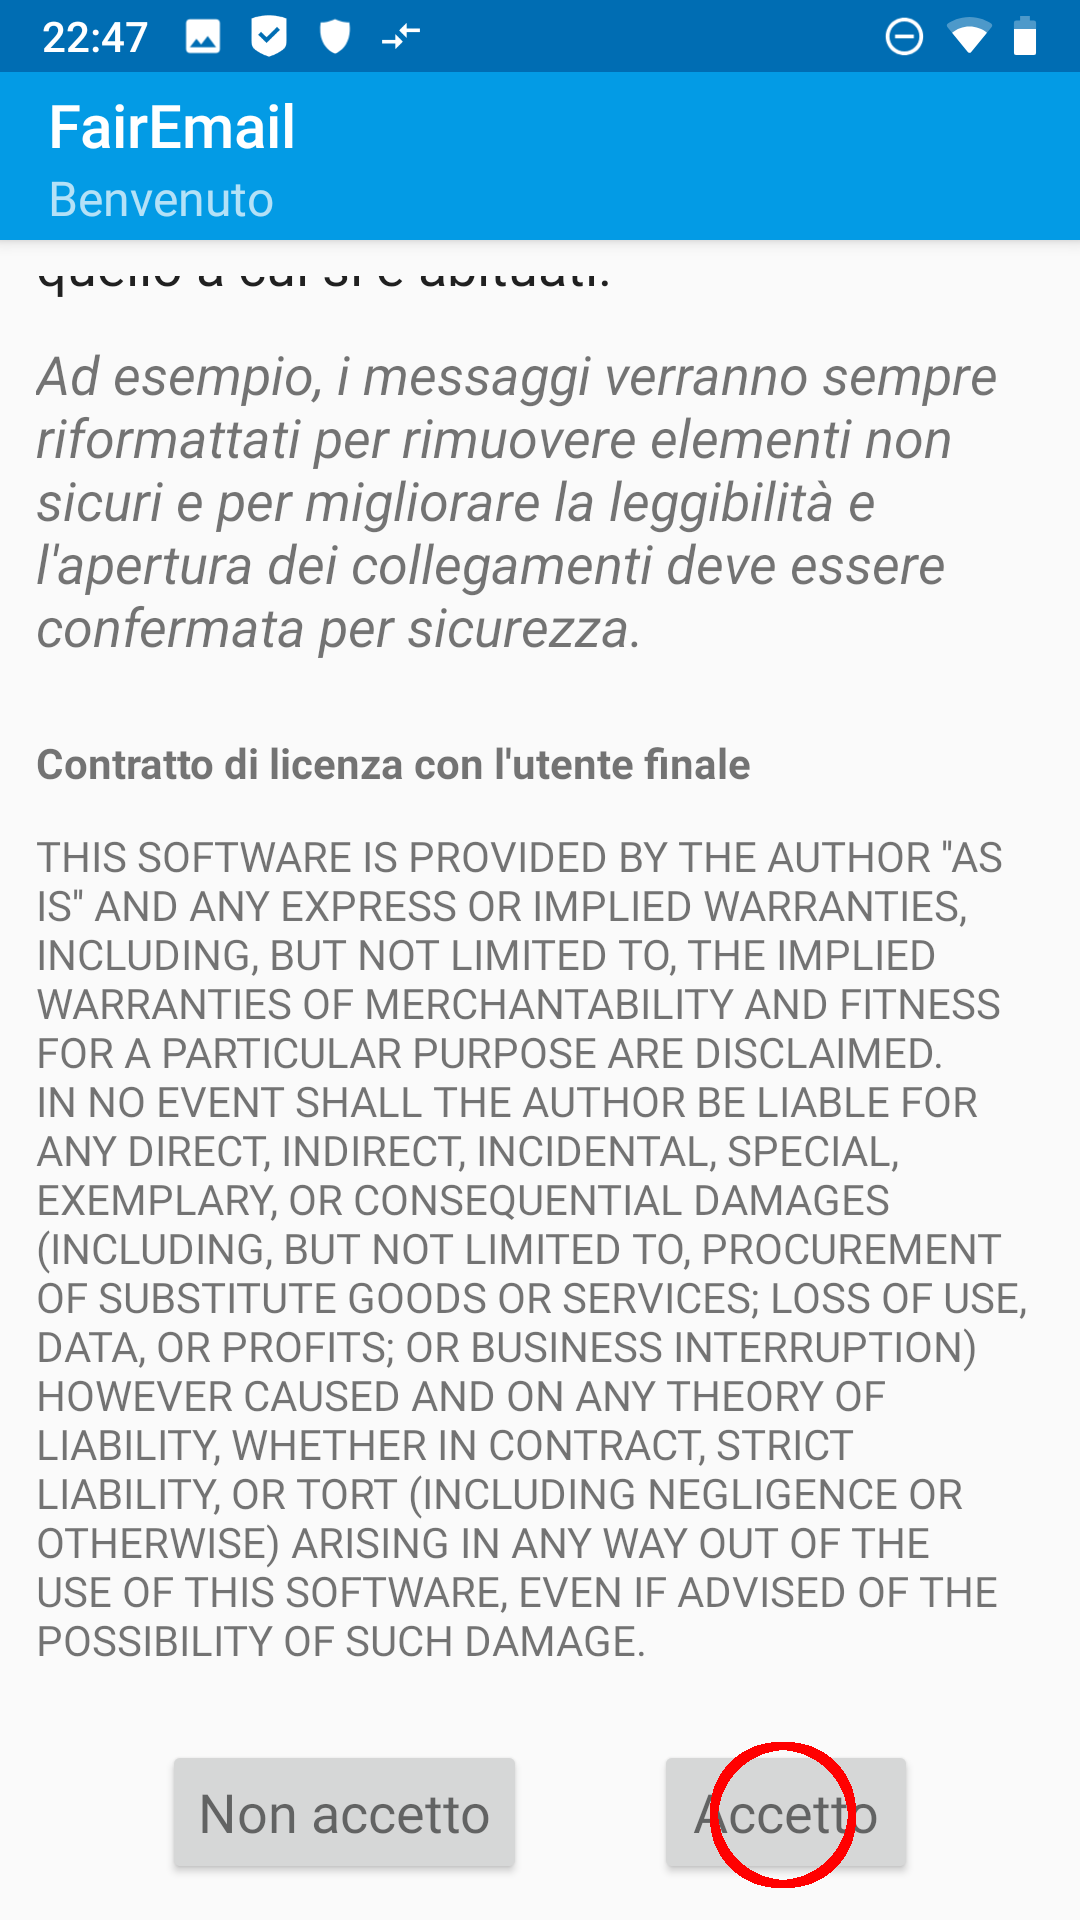 22:47
FairEmail
Benvenuto
quello a cui si è abituati.
Ad esempio, i messaggi verranno sempre
riformattati per rimuovere elementi non
sicuri e per migliorare la leggibilità e
l'apertura dei collegamenti deve essere
confermata per sicurezza.
Contratto di licenza con l'utente finale
THIS SOFTWARE IS PROVIDED BY THE AUTHOR "AS
IS" AND ANY EXPRESS OR IMPLIED WARRANTIES,
INCLUDING, BUT NOT LIMITED TO, THE IMPLIED
WARRANTIES OF MERCHANTABILITY AND FITNESS
FOR A PARTICULAR PURPOSE ARE DISCLAIMED.
IN NO EVENT SHALL THE AUTHOR BE LIABLE FOR
ANY DIRECT, INDIRECT, INCIDENTAL, SPECIAL,
EXEMPLARY, OR CONSEQUENTIAL DAMAGES
(INCLUDING, BUT NOT LIMITED TO, PROCUREMENT
OF SUBSTITUTE GOODS OR SERVICES; LOSS OF USE,
DATA, OR PROFITS; OR BUSINESS INTERRUPTION)
HOWEVER CAUSED AND ON ANY THEORY OF
LIABILITY, WHETHER IN CONTRACT, STRICT
LIABILITY, OR TORT (INCLUDING NEGLIGENCE OR
OTHERWISE) ARISING IN ANY WAY OUT OF THE
USE OF THIS SOFTWARE, EVEN IF ADVISED OF THE
POSSIBILITY OF SUCH DAMAGE.
Non accetto
Accetto